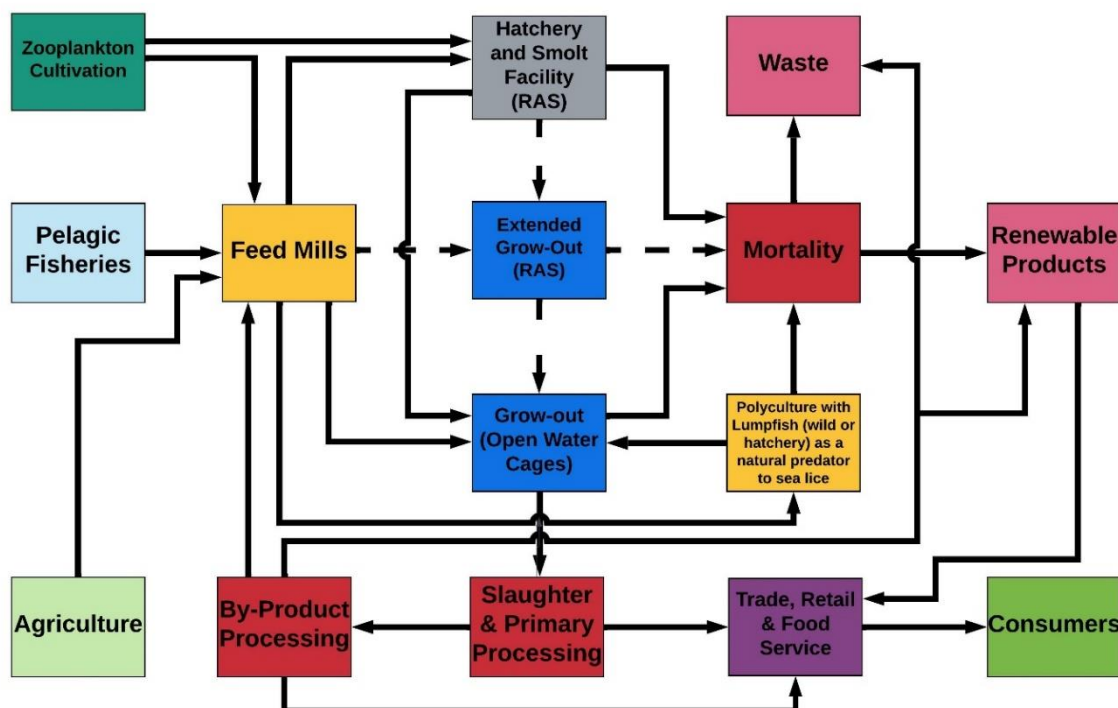 Zooplankton
Cultivation
Hatchery
and Smolt
Facility
(RAS)
Waste
Pelagic
Fisheries
Feed Mills
Extended
Grow-Out
(RAS)
Mortality
Renewable
Products
Grow-out
(Open Water
Cages)
Polyculture with
Lumpfish (wild or
hatchery) as a
natural predator
to sea lice
Agriculture
By-Product
Processing
Slaughter
& Primary
Processing
Trade, Retail
& Food
Service
Consumers